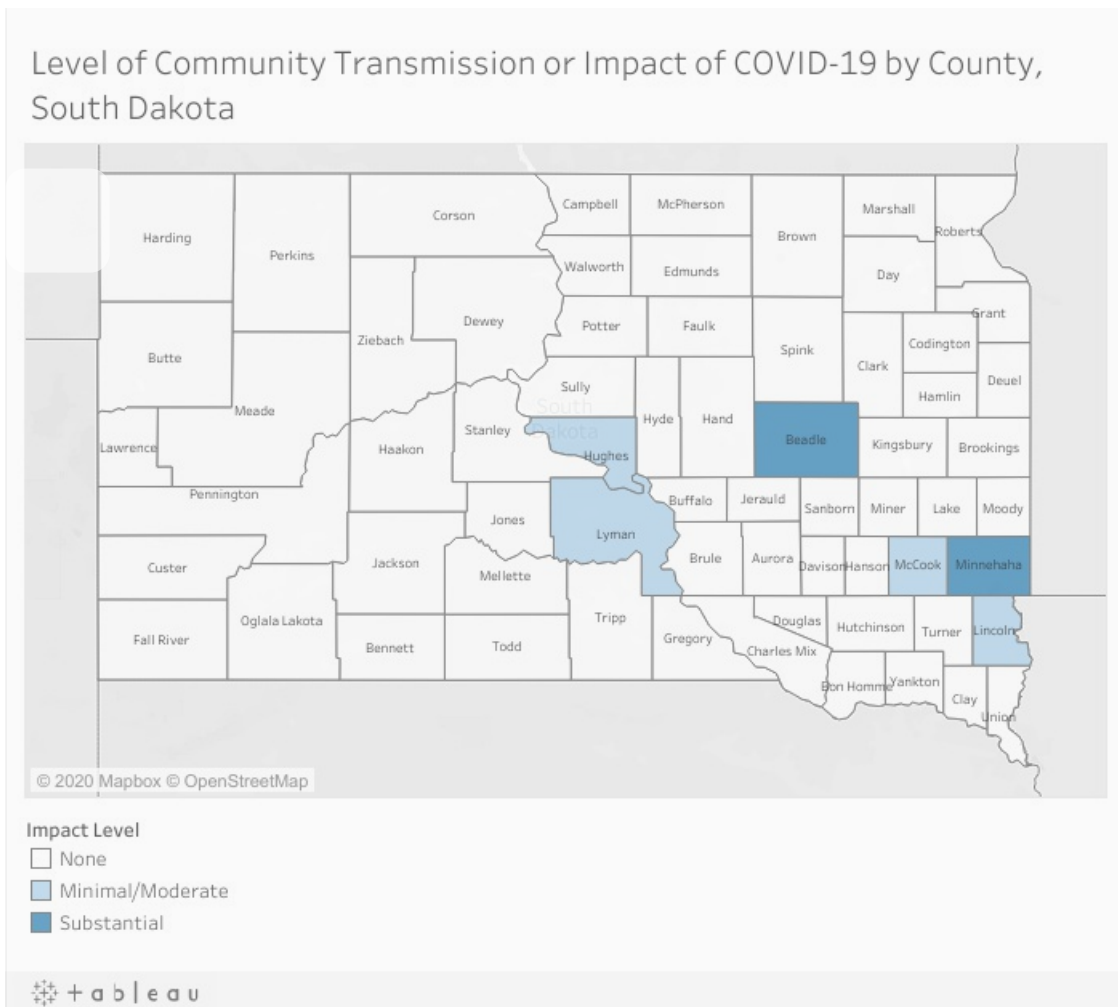 Level of Community Transmission or Impact of COVID-19 by County,
South Dakota
Harding
Perkins
Corson
Campbell
McPherson
Brown
Marshall
Roberts
Walworth
Edmunds
Day
Grant
Butte
Ziebach
Dewey
Potter
Faulk
Spink
Clark
Codington
Deuel
Hamlin
Meade
Sully
South
Dakota
Lawrence
Haakon
Stanley
Hughes
Hyde
Hand
Beadle
Kingsbury
Brookings
Pennington
Jones
Lyman
Buffalo
Jerauld
Sanborn
Miner
Lake
Moody
Custer
Jackson
Mellette
Brule
Aurora
Davison
Hanson
McCook
Minnehaha
Fall River
Oglala Lakota
Bennett
Todd
Tripp
Gregory
Douglas
Charles Mix
Hutchinson
Turner
Lincoln
Bon Homme
Yankton
Clay
Union
© 2020 Mapbox © OpenStreetMap
Impact Level
None
Minimal/Moderate
Substantial
+ a b | e a u